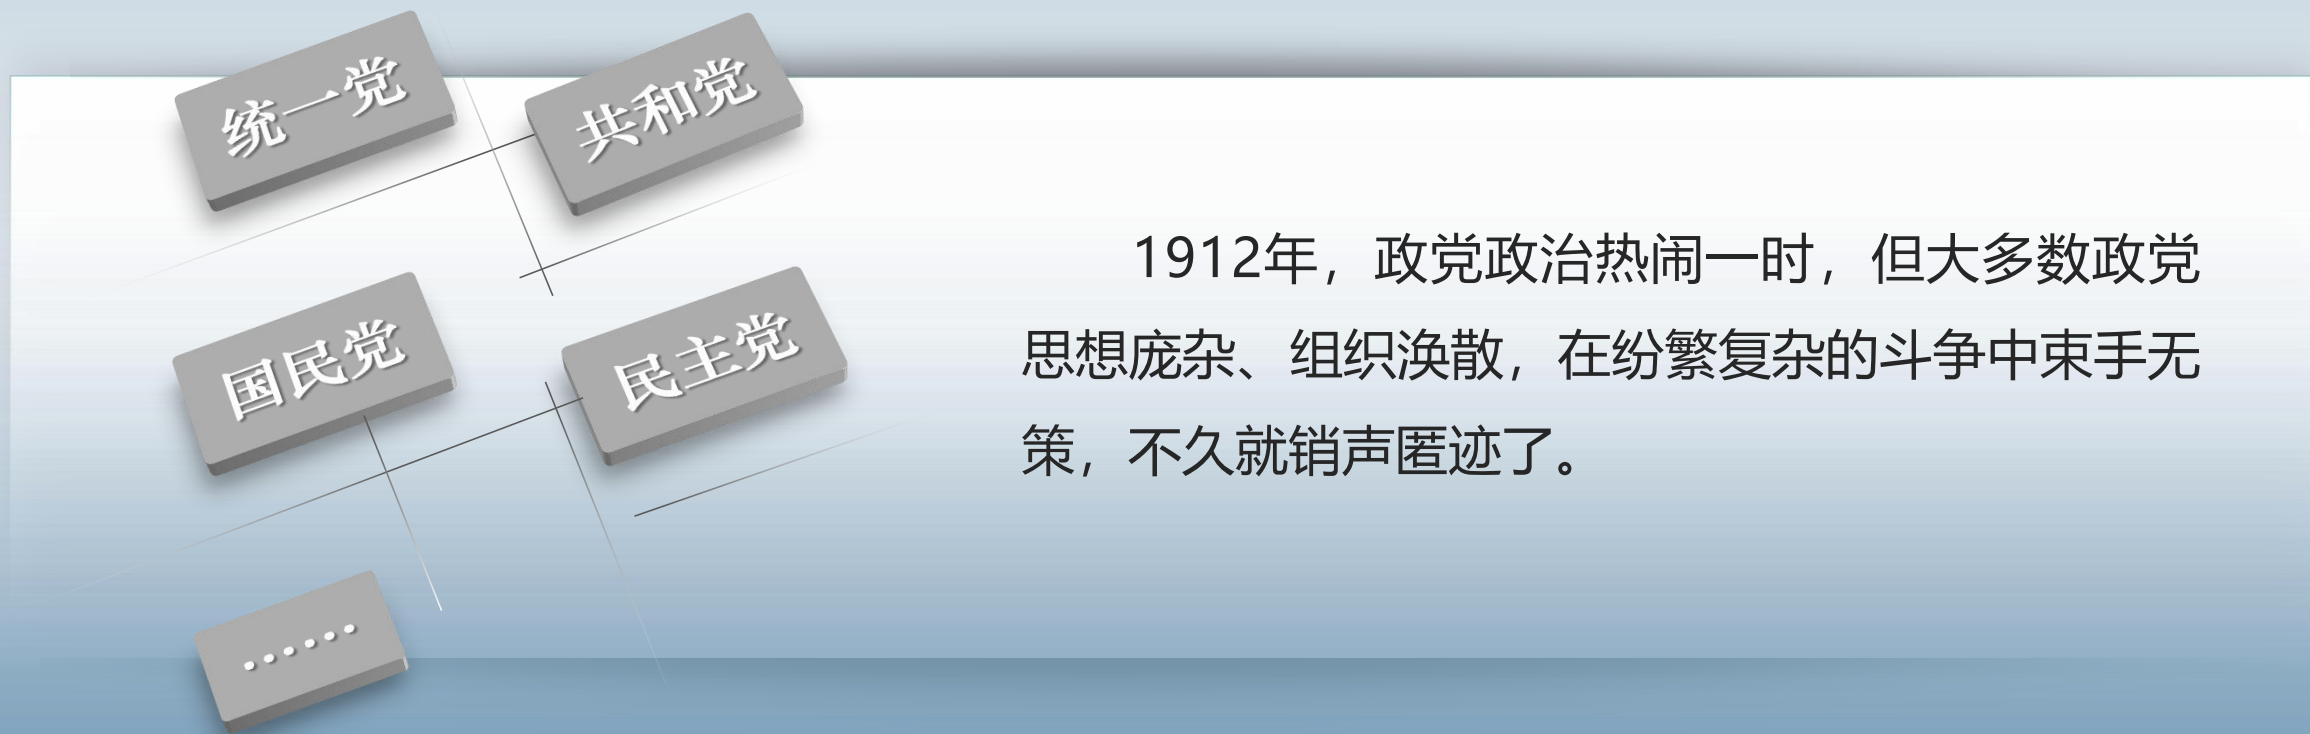 统一党
共和党
国民党
民主党
……
1912年，政党政治热闹一时，但大多数政党
思想庞杂、组织涣散，在纷繁复杂的斗争中束手无
策，不久就销声匿迹了。